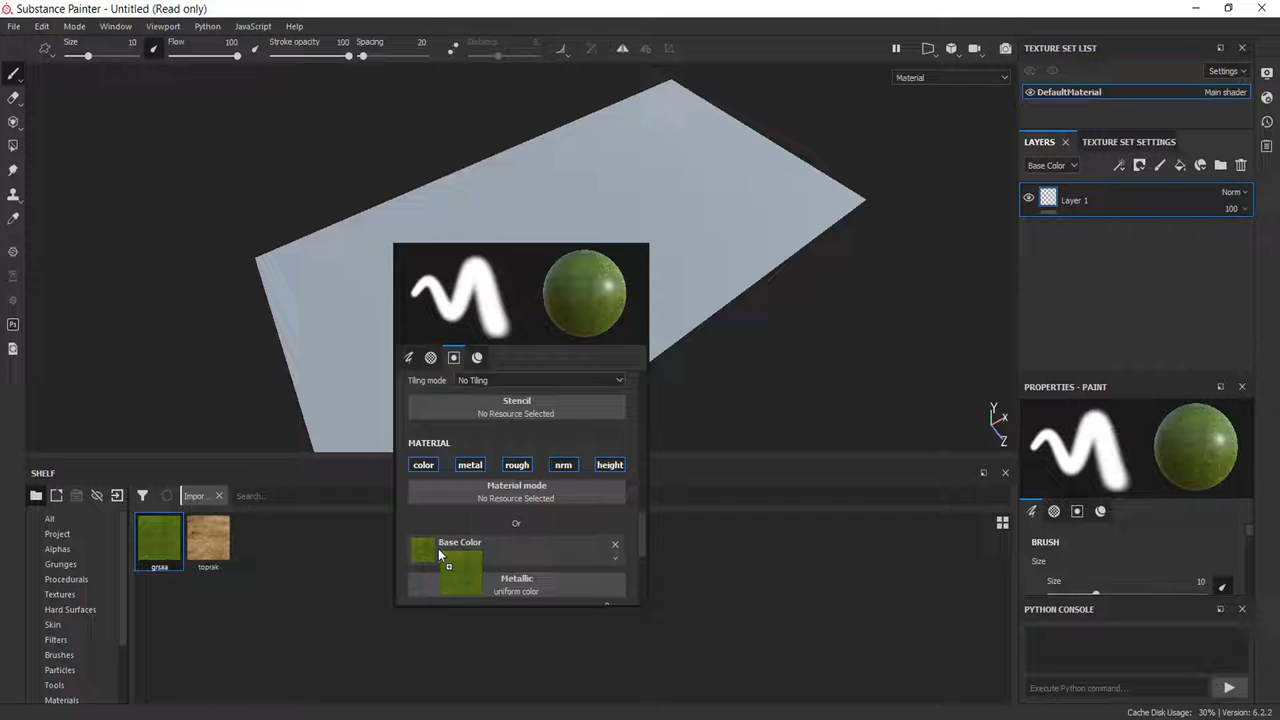 Substance Painter - Untitled (Read only)
File Edit Mode Window Viewport Python JavaScript Help
Size 10 Flow 100 Stroke opacity 100 Spacing 20 Distance
Material
TEXTURE SET LIST
Settings
DefaultMaterial Main shader
LAYERS TEXTURE SET SETTINGS
Base Color
Layer 1 Norm
100
Tiling mode No Tiling
Stencil
No Resource Selected
MATERIAL
color metal rough nrm height
Material mode
No Resource Selected
Or
Base Color
Metallic
uniform color
Y
X
Z
PROPERTIES - PAINT
BRUSH
Size
Size 10
PYTHON CONSOLE
Execute Python command...
SHELF
Impor... Search...
All
Project
Alphas
Grunges
Procedurals
Textures
Hard Surfaces
Skin
Filters
Brushes
Particles
Tools
Materials
grsaa toprak
Ps
Cache Disk Usage: 30% | Version: 6.2.2